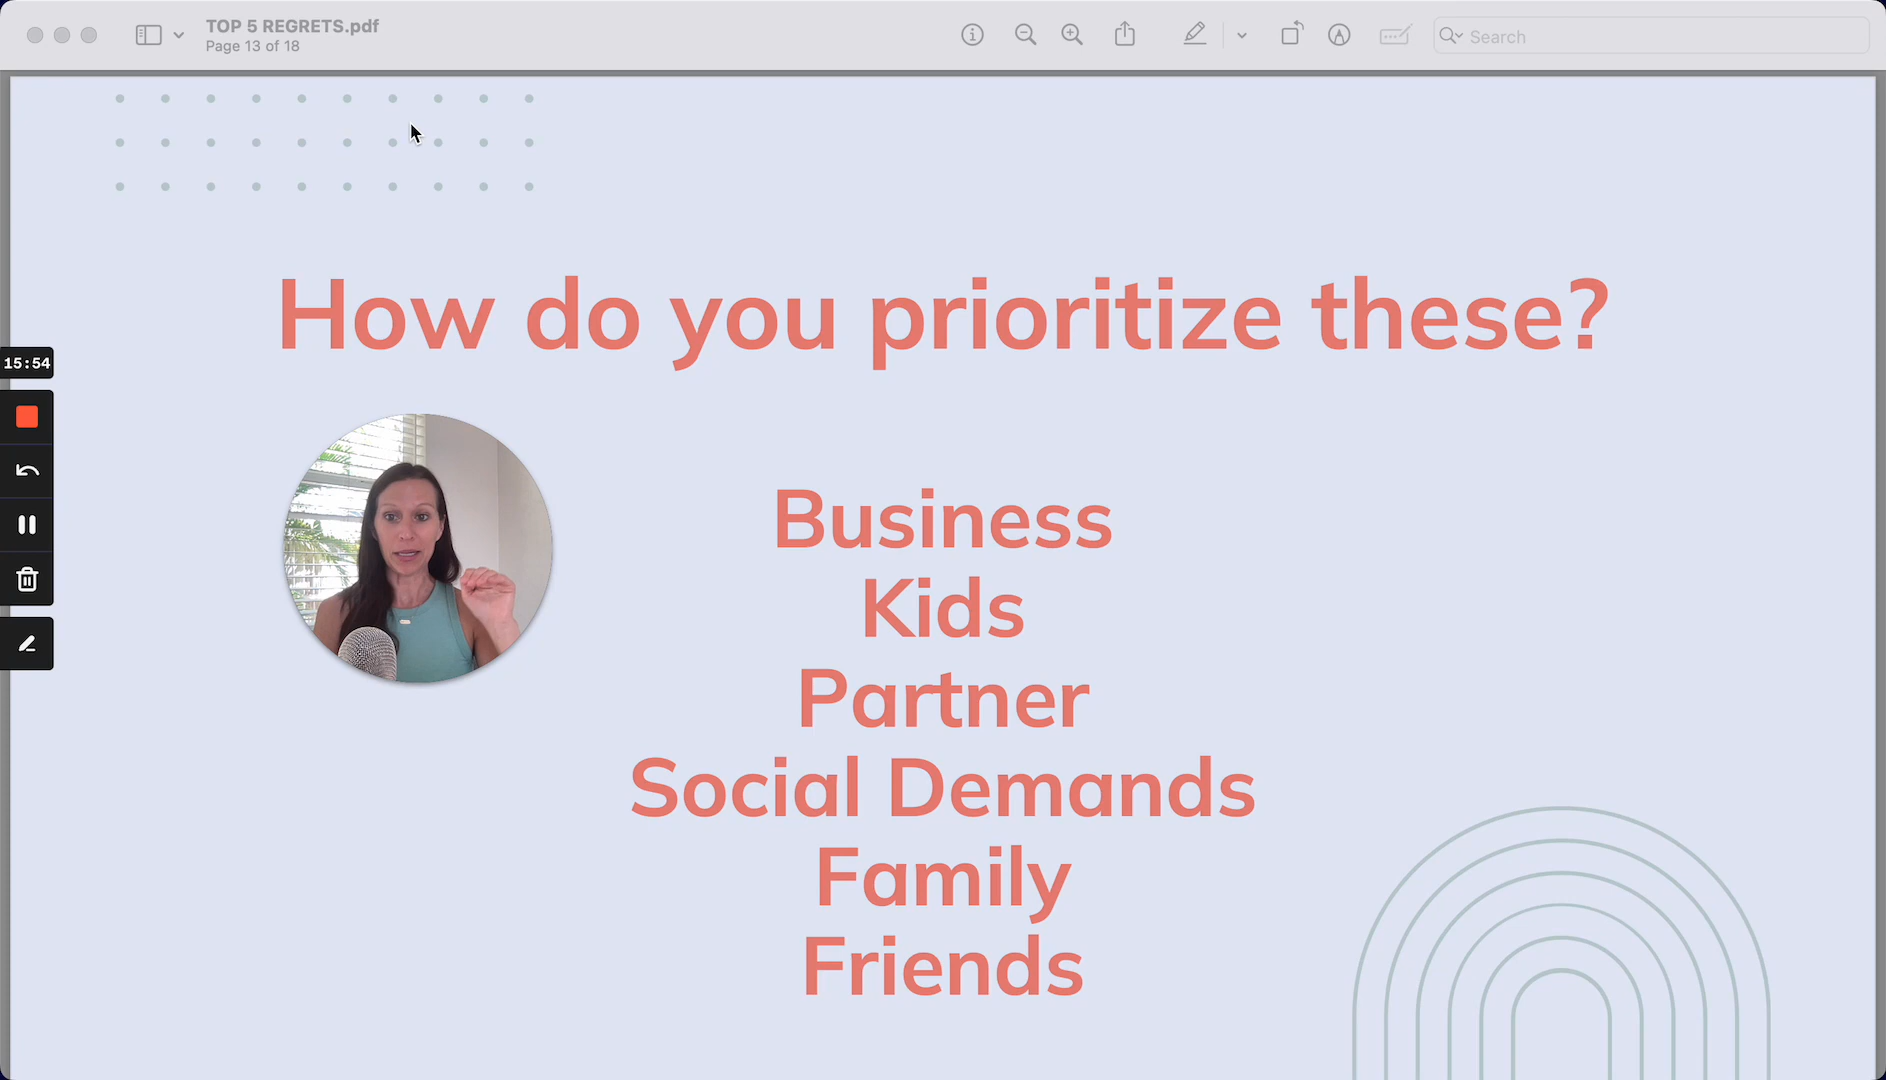 TOP 5 REGRETS.pdf
Page 13 of 18
Search
How do you prioritize these?
15:54
Business
Kids
Partner
Social Demands
Family
Friends